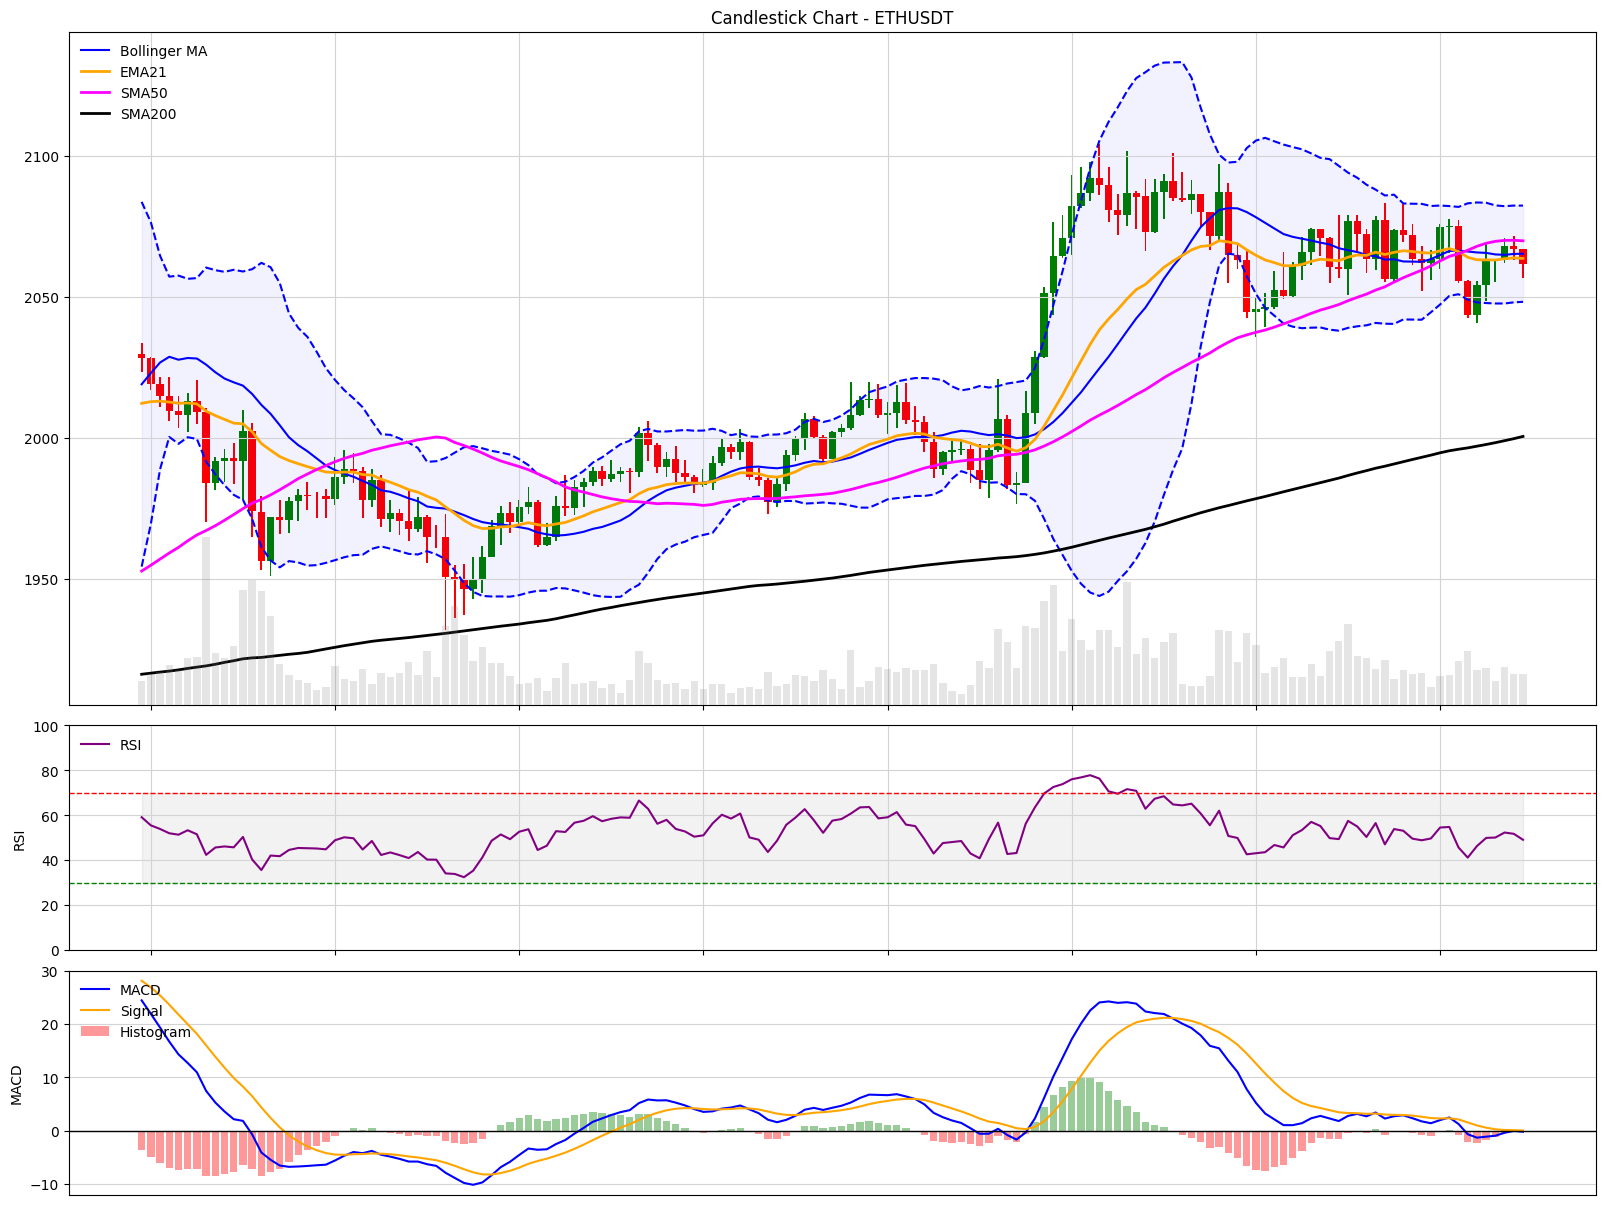 Candlestick Chart - ETHUSDT
Bollinger MA
EMA21
SMA50
SMA200
2100
2050
2000
1950
RSI
RSI
100
80
60
40
20
0
MACD
Signal
Histogram
MACD
30
20
10
0
−10